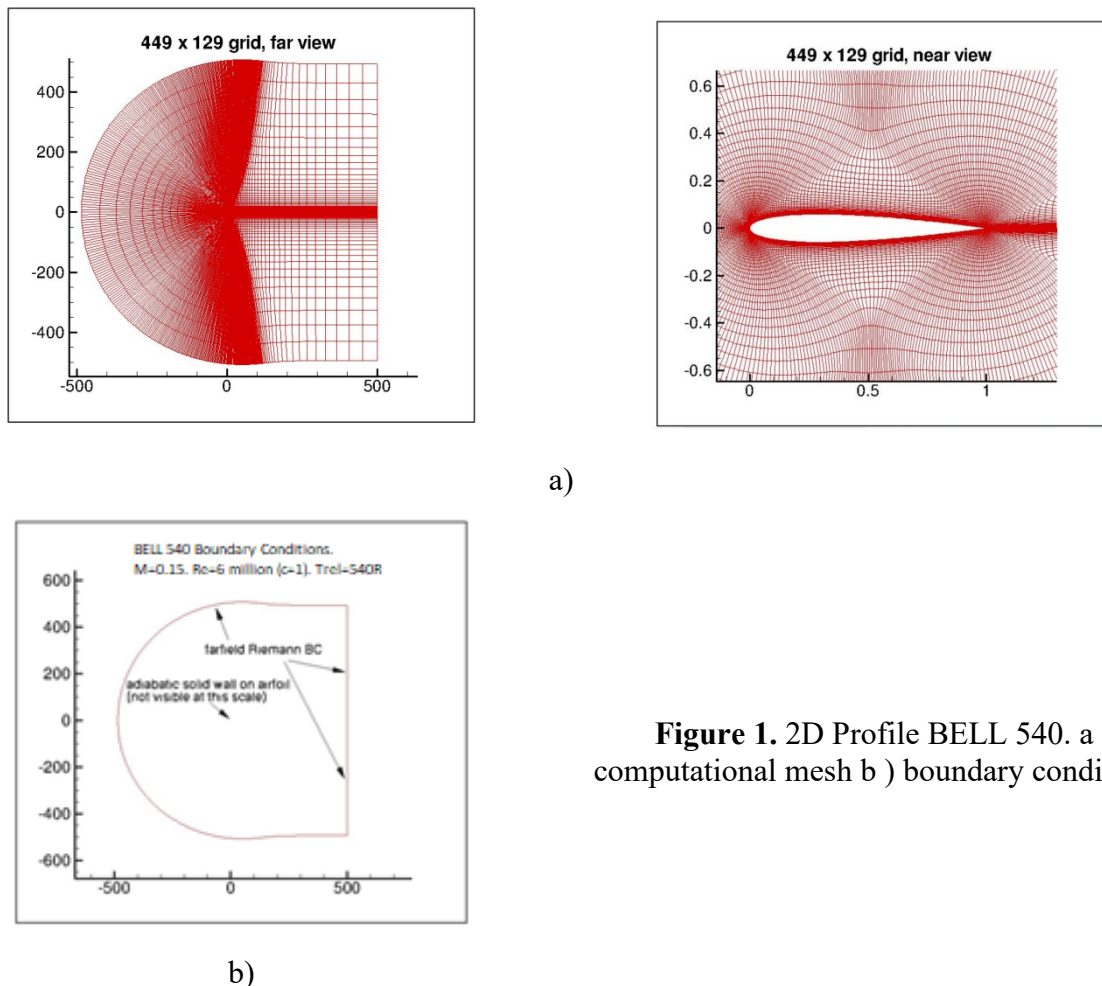 449 x 129 grid, far view
400
200
0
-200
-400
-500
0
500
449 x 129 grid, near view
0.6
0.4
0.2
0
-0.2
-0.4
-0.6
0
0.5
1
a)
BELL 540 Boundary Conditions.
M=0.15. Re=6 million (c=1). Trel=540R
600
400
200
0
-200
-400
-600
-500
0
500
farfield Riemann BC
adiabatic solid wall on airfoil
(not visible at this scale)
Figure 1. 2D Profile BELL 540. a
computational mesh b ) boundary condi
b)